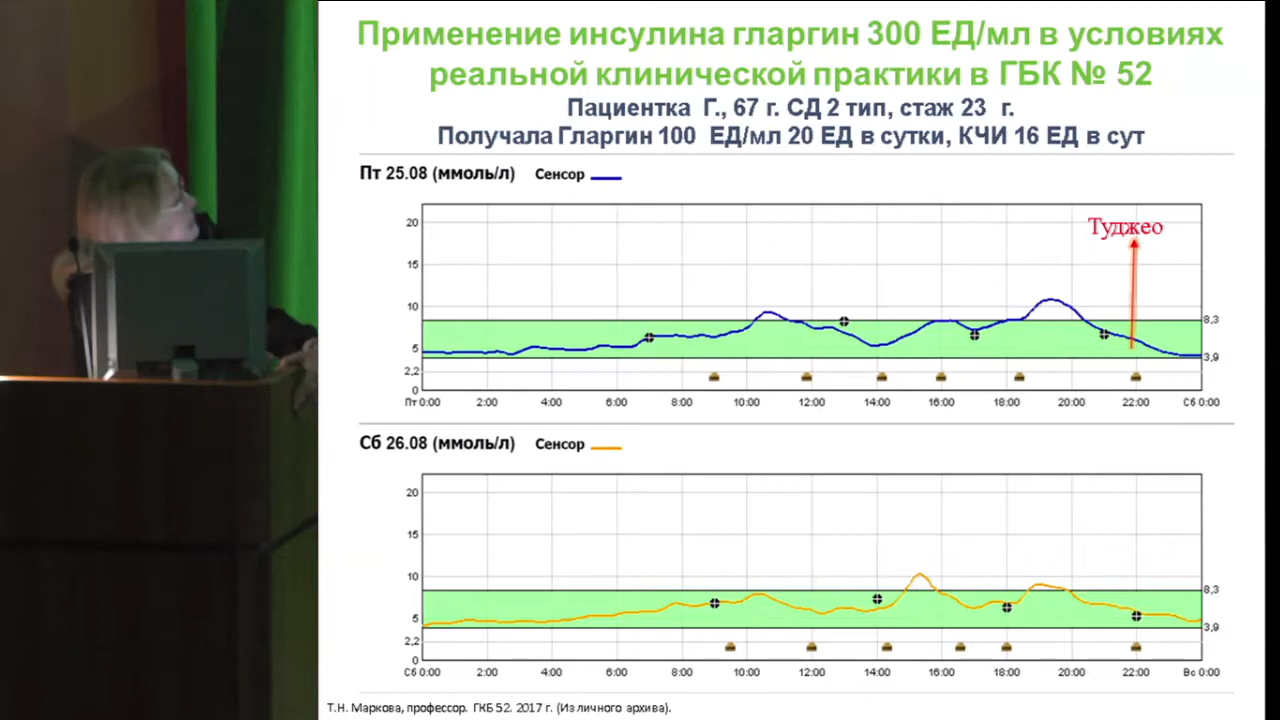 Применение инсулина гларгин 300 ЕД/мл в условиях
реальной клинической практики в ГБК № 52
Пациентка Г., 67 г. СД 2 тип, стаж 23 г.
Получала Гларгин 100 ЕД/мл 20 ЕД в сутки, КЧИ 16 ЕД в сут
Пт 25.08 (ммоль/л) Сенсор
20
Туджео
15
10
8,3
5
3,9
2,2
0
Пт 0:00 2:00 4:00 6:00 8:00 10:00 12:00 14:00 16:00 18:00 20:00 22:00 Сб 0:00
Сб 26.08 (ммоль/л) Сенсор
20
15
10
8,3
5
3,9
2,2
0
Сб 0:00 2:00 4:00 6:00 8:00 10:00 12:00 14:00 16:00 18:00 20:00 22:00 Вс 0:00
Т.Н. Маркова, профессор. ГКБ 52. 2017 г. (Из личного архива).